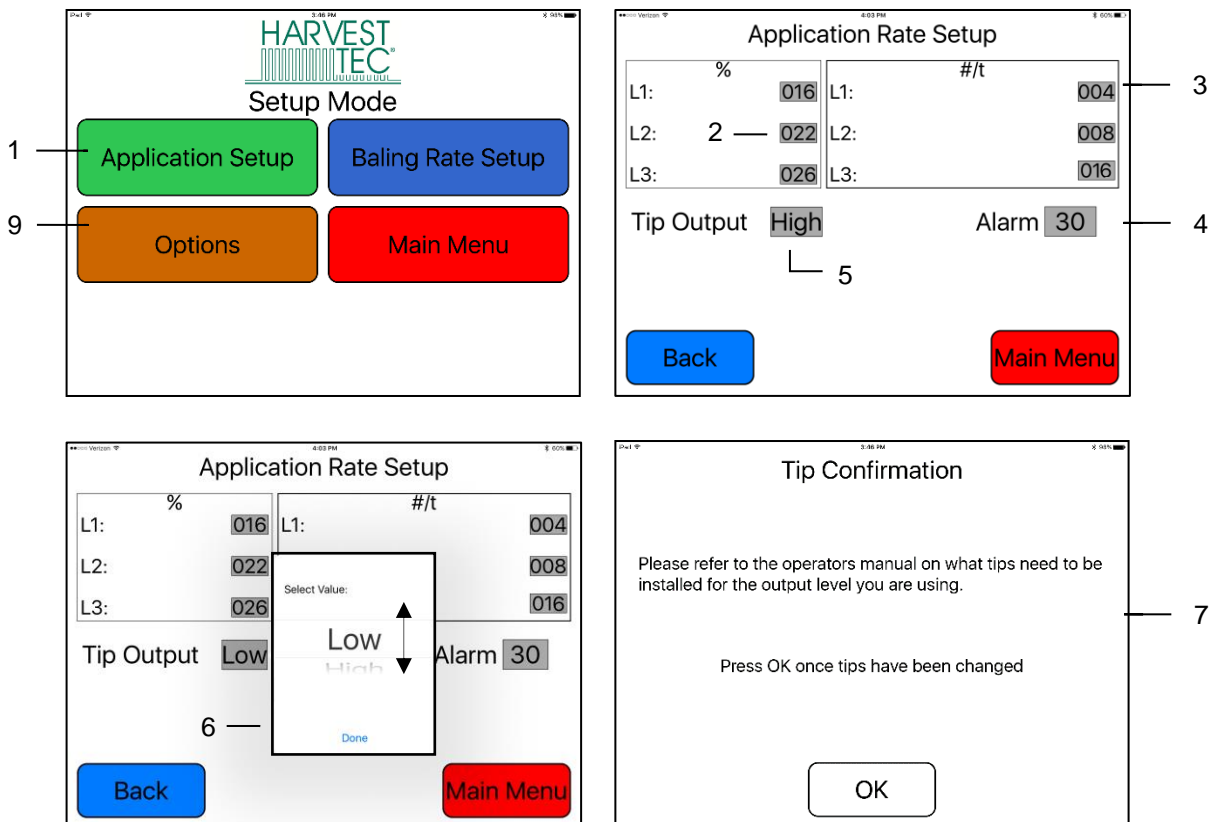 iPad 3:46 PM 98%
HARVEST
TEC®
Setup Mode
1
Application Setup
Baling Rate Setup
9
Options
Main Menu
Verizon 4:03 PM 60%
Application Rate Setup
% #/t
L1: 016 L1: 004
3
L2: 2 022 L2: 008
L3: 026 L3: 016
Tip Output High Alarm 30
4
5
Back Main Menu
Verizon 4:03 PM 60%
Application Rate Setup
% #/t
L1: 016 L1: 004
L2: 022 008
Select Value:
L3: 026 016
Low
Tip Output Low Alarm 30
High
6
Done
Back Main Menu
iPad 3:46 PM 98%
Tip Confirmation
Please refer to the operators manual on what tips need to be
installed for the output level you are using.
7
Press OK once tips have been changed
OK